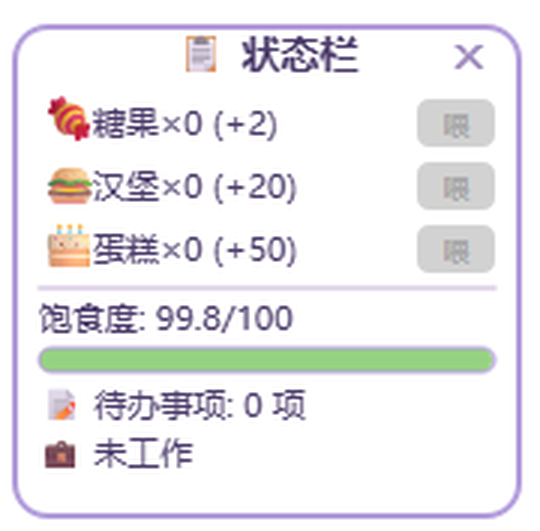 状态栏
糖果×0 (+2) 喂
汉堡×0 (+20) 喂
蛋糕×0 (+50) 喂
饱食度: 99.8/100
待办事项: 0 项
未工作